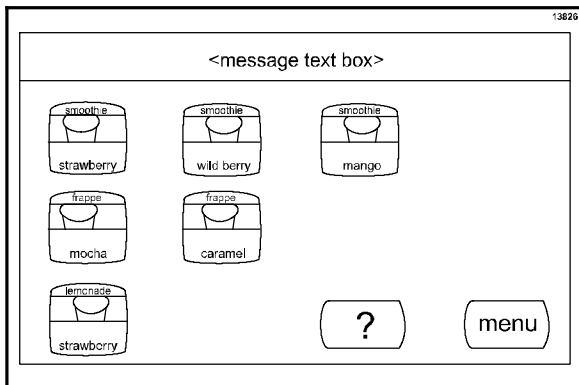 13826
<message text box>
smoothie
strawberry
smoothie
wild berry
smoothie
mango
frappe
mocha
frappe
caramel
lemonade
strawberry
?
menu